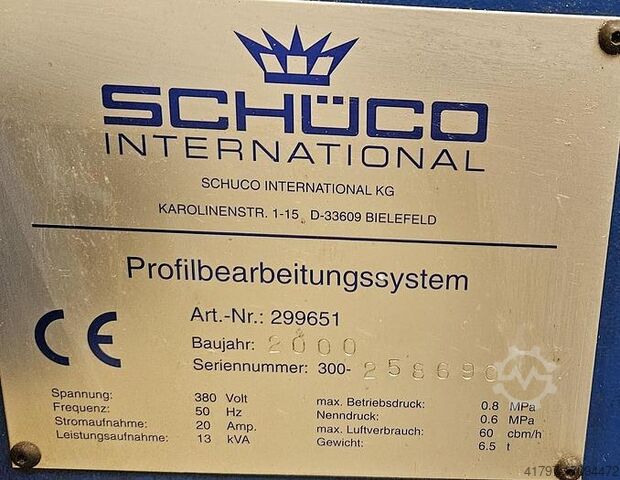 SCHÜCO
INTERNATIONAL
SCHUCO INTERNATIONAL KG
KAROLINENSTR. 1-15 D-33609 BIELEFELD
Profilbearbeitungssystem
CE
Art.-Nr.: 299651
Baujahr: 2000
Seriennummer: 300-258690
Spannung: 380 Volt
Frequenz: 50 Hz
Stromaufnahme: 20 Amp.
Leistungsaufnahme: 13 kVA
max. Betriebsdruck: 0.8 MPa
Nenndruck: 0.6 MPa
max. Luftverbrauch: 60 cbm/h
Gewicht: 6.5 t